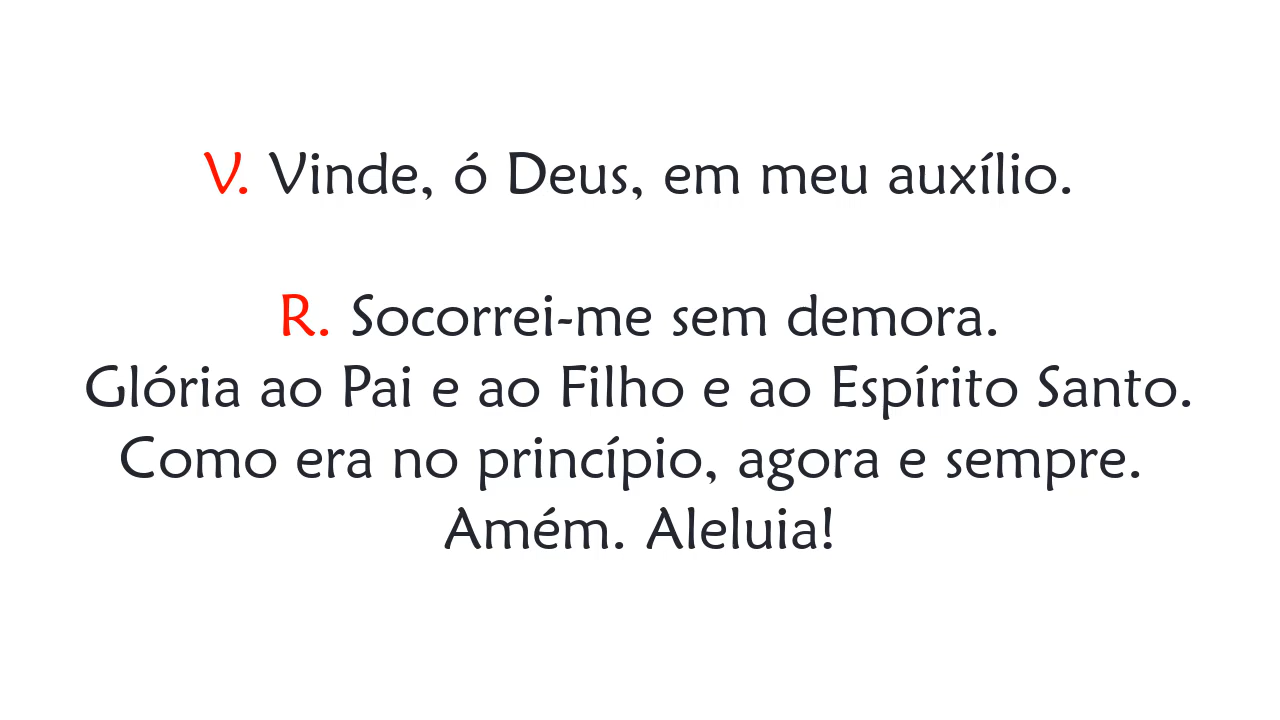 V. Vinde, ó Deus, em meu auxílio.
R. Socorrei-me sem demora.
Glória ao Pai e ao Filho e ao Espírito Santo.
Como era no princípio, agora e sempre.
Amém. Aleluia!